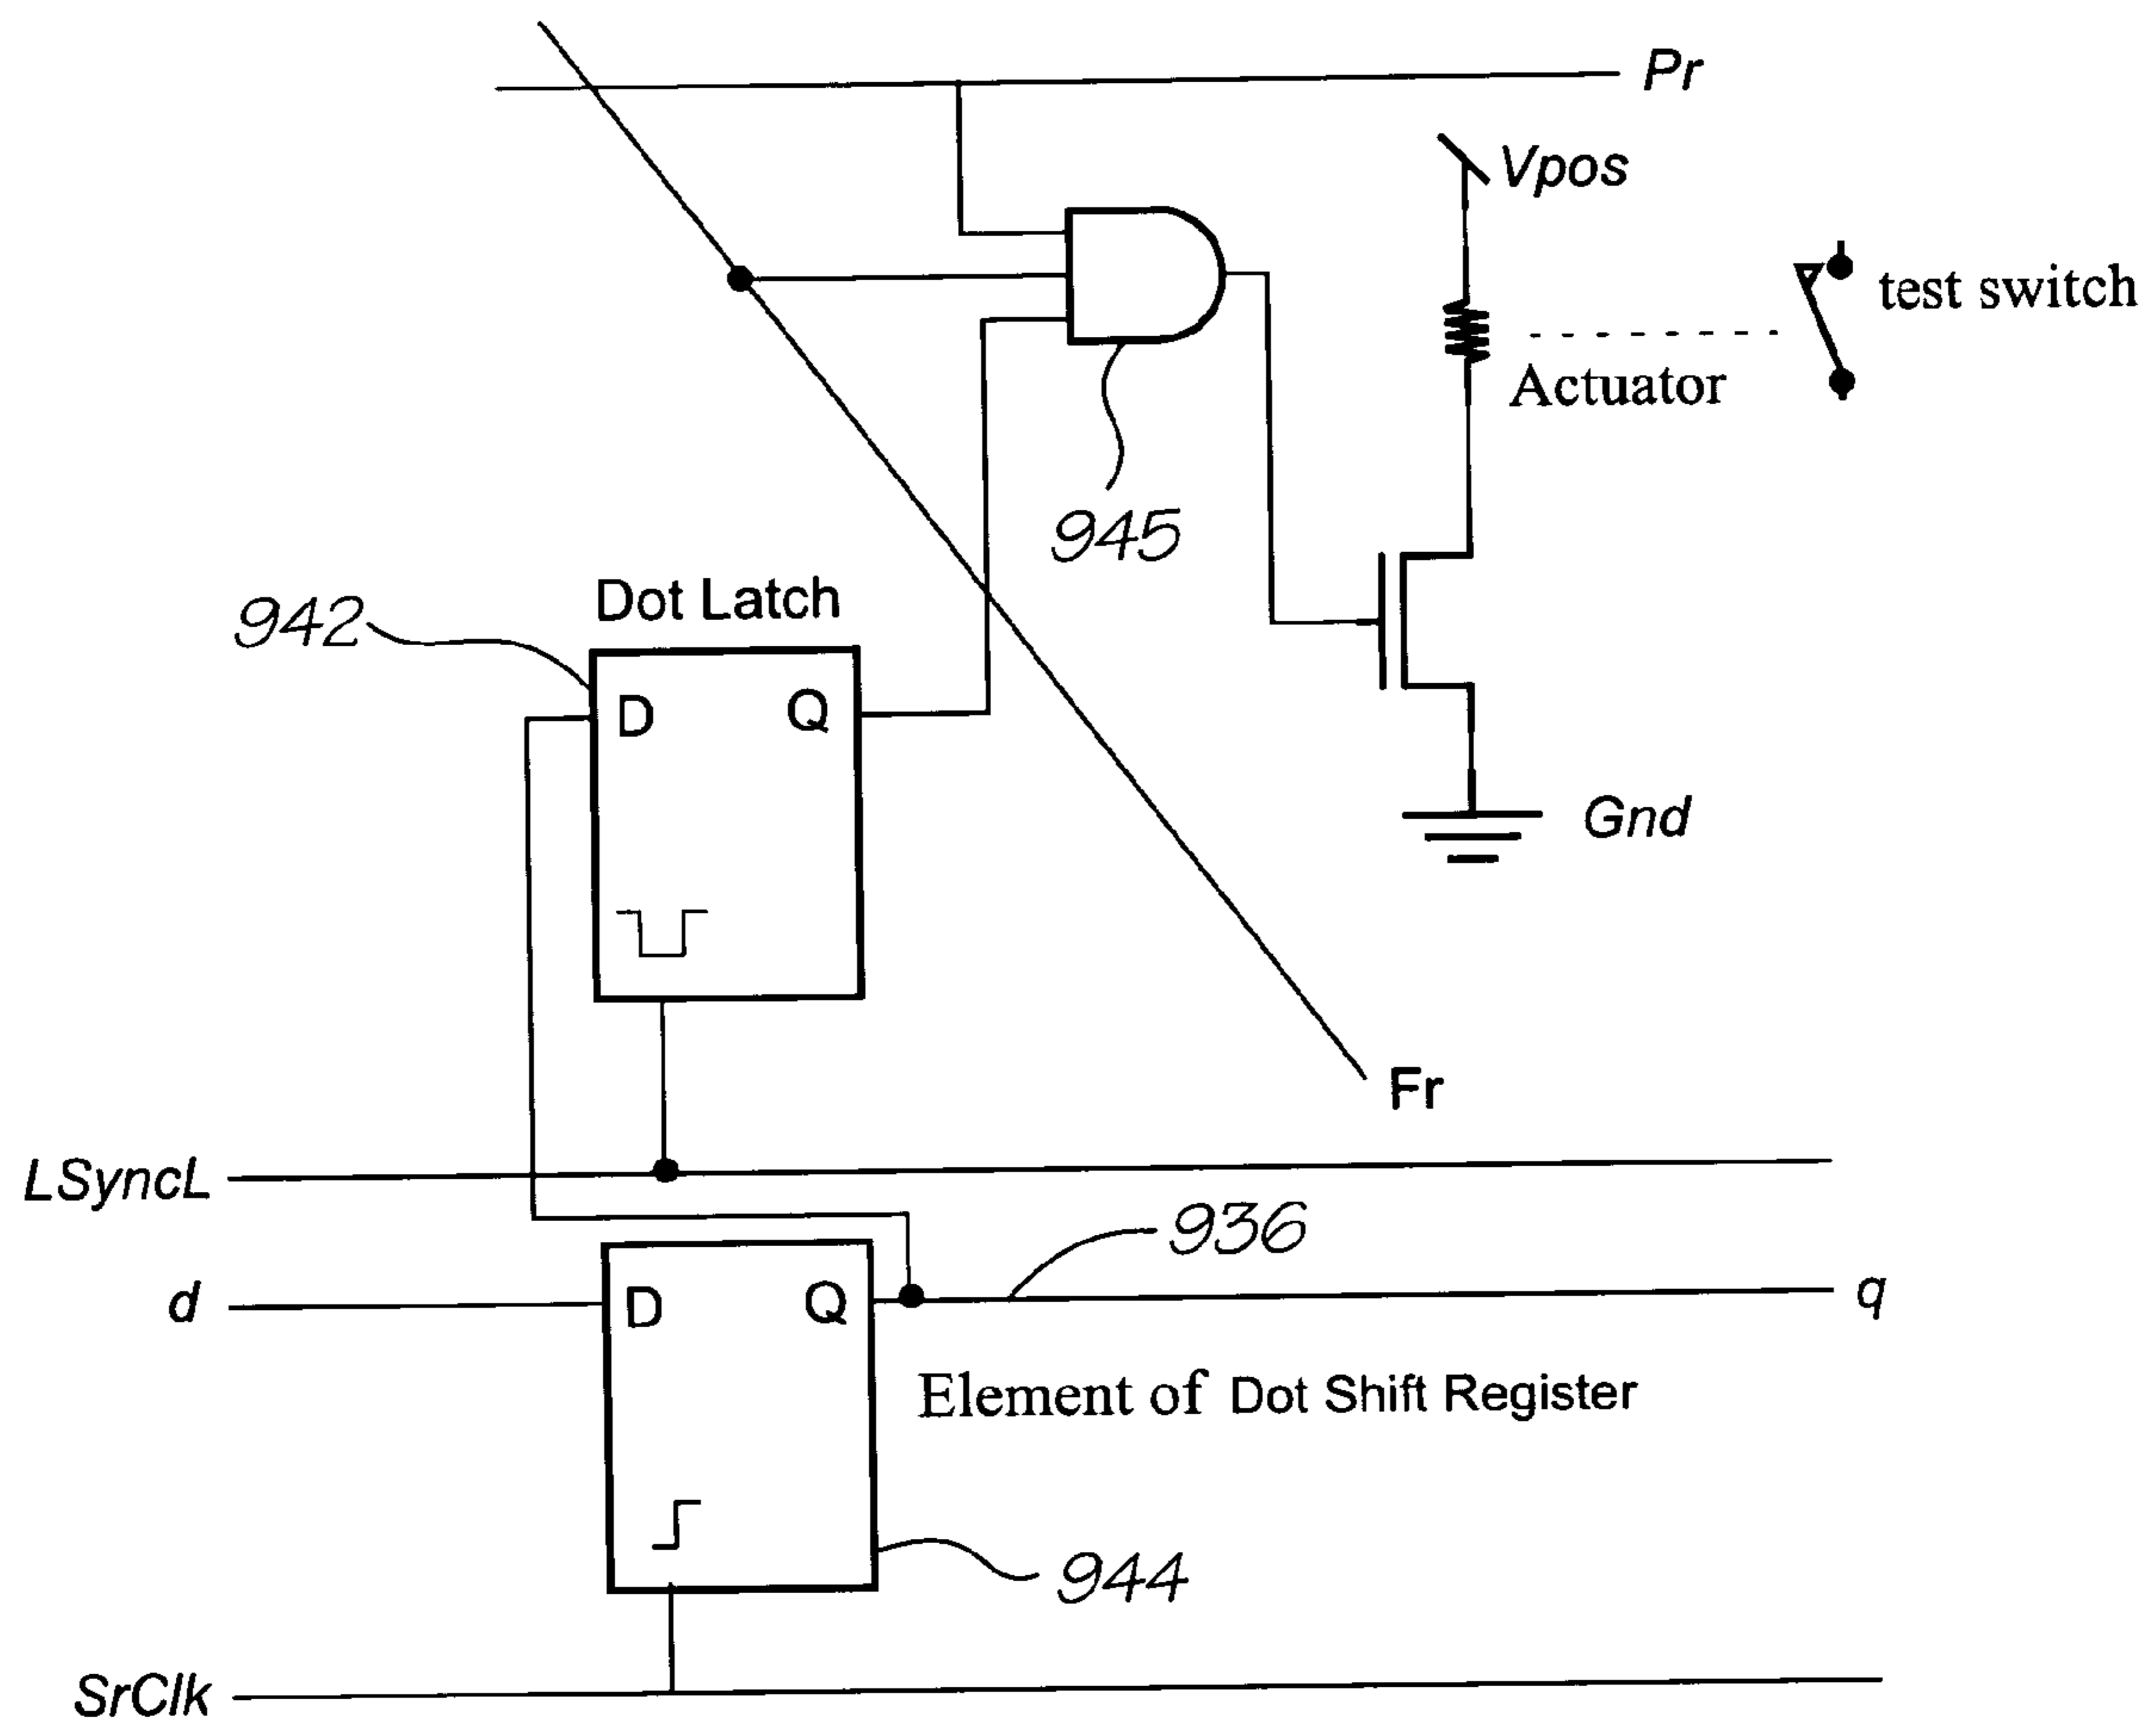 Pr
Vpos
test switch
Actuator
945
Dot Latch
942
D Q
Gnd
Fr
LSyncL
936
d
D Q
q
Element of Dot Shift Register
944
SrClk